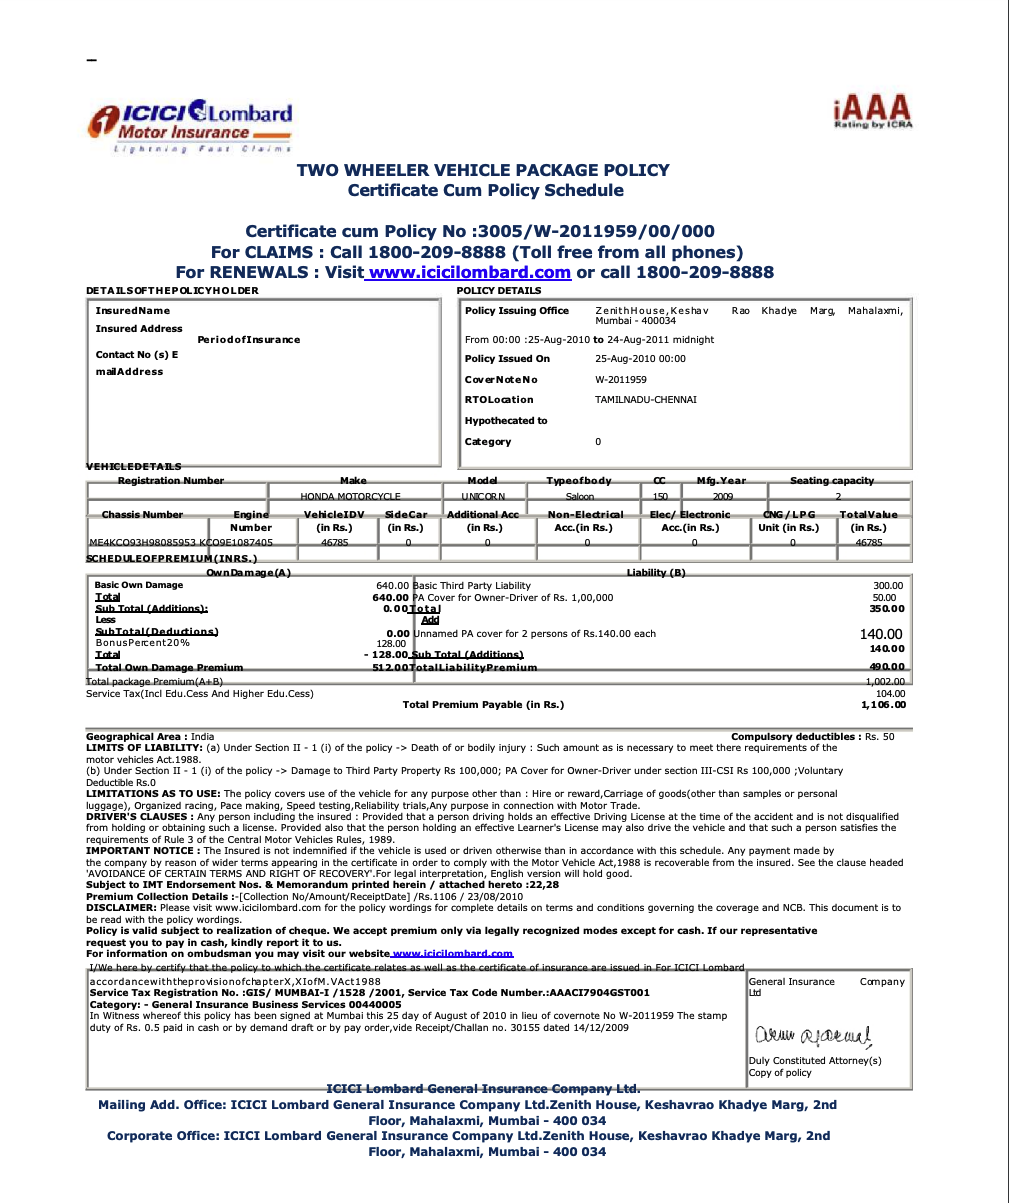 –
ICICI Lombard
Motor Insurance
Lightning Fast Claims
iAAA
Rating by ICRA
TWO WHEELER VEHICLE PACKAGE POLICY
Certificate Cum Policy Schedule
Certificate cum Policy No :3005/W-2011959/00/000
For CLAIMS : Call 1800-209-8888 (Toll free from all phones)
For RENEWALS : Visit www.icicilombard.com or call 1800-209-8888
DETAILSOFTHEPOLICYHOLDER
InsuredName
Insured Address
PeriodofInsurance
Contact No (s) E
mailAddress
POLICY DETAILS
Policy Issuing Office ZenithHouse,Keshav Rao Khadye Marg, Mahalaxmi,
Mumbai - 400034
From 00:00 :25-Aug-2010 to 24-Aug-2011 midnight
Policy Issued On 25-Aug-2010 00:00
CoverNoteNo W-2011959
RTOLocation TAMILNADU-CHENNAI
Hypothecated to
Category 0
VEHICLEDETAILS
Registration Number Make Model Typeofbody CC Mfg.Year Seating capacity
HONDA MOTORCYCLE UNICORN Saloon 150 2009 2
Chassis Number Engine VehicleIDV SideCar Additional Acc Non-Electrical Elec/ Electronic CNG/LPG TotalValue
Number (in Rs.) (in Rs.) (in Rs.) Acc.(in Rs.) Acc.(in Rs.) Unit (in Rs.) (in Rs.)
ME4KCO93H98085953 KCO9E1087405 46785 0 0 0 0 0 46785
SCHEDULEOFPREMIUM(INRS.)
OwnDamage(A) Liability (B)
Basic Own Damage 640.00 Basic Third Party Liability 300.00
Total 640.00 PA Cover for Owner-Driver of Rs. 1,00,000 50.00
Sub Total (Additions): 0.00 Total 350.00
Less Add
SubTotal(Deductions) 0.00 Unnamed PA cover for 2 persons of Rs.140.00 each 140.00
BonusPercent20% 128.00
Total - 128.00 Sub Total (Additions) 140.00
Total Own Damage Premium 512.00 TotalLiabilityPremium 490.00
Total package Premium(A+B) 1,002.00
Service Tax(Incl Edu.Cess And Higher Edu.Cess) 104.00
Total Premium Payable (in Rs.) 1,106.00
Geographical Area : India Compulsory deductibles : Rs. 50
LIMITS OF LIABILITY: (a) Under Section II - 1 (i) of the policy -> Death of or bodily injury : Such amount as is necessary to meet there requirements of the
motor vehicles Act.1988.
(b) Under Section II - 1 (i) of the policy -> Damage to Third Party Property Rs 100,000; PA Cover for Owner-Driver under section III-CSI Rs 100,000 ;Voluntary
Deductible Rs.0
LIMITATIONS AS TO USE: The policy covers use of the vehicle for any purpose other than : Hire or reward,Carriage of goods(other than samples or personal
luggage), Organized racing, Pace making, Speed testing,Reliability trials,Any purpose in connection with Motor Trade.
DRIVER'S CLAUSES : Any person including the insured : Provided that a person driving holds an effective Driving License at the time of the accident and is not disqualified
from holding or obtaining such a license. Provided also that the person holding an effective Learner's License may also drive the vehicle and that such a person satisfies the
requirements of Rule 3 of the Central Motor Vehicles Rules, 1989.
IMPORTANT NOTICE : The Insured is not indemnified if the vehicle is used or driven otherwise than in accordance with this schedule. Any payment made by
the company by reason of wider terms appearing in the certificate in order to comply with the Motor Vehicle Act,1988 is recoverable from the insured. See the clause headed
'AVOIDANCE OF CERTAIN TERMS AND RIGHT OF RECOVERY'.For legal interpretation, English version will hold good.
Subject to IMT Endorsement Nos. & Memorandum printed herein / attached hereto :22,28
Premium Collection Details :-[Collection No/Amount/ReceiptDate] /Rs.1106 / 23/08/2010
DISCLAIMER: Please visit www.icicilombard.com for the policy wordings for complete details on terms and conditions governing the coverage and NCB. This document is to
be read with the policy wordings.
Policy is valid subject to realization of cheque. We accept premium only via legally recognized modes except for cash. If our representative
request you to pay in cash, kindly report it to us.
For information on ombudsman you may visit our website www.icicilombard.com
I/We here by certify that the policy to which the certificate relates as well as the certificate of insurance are issued in For ICICI Lombard
accordancewiththeprovisionofchapterX,XIofM.VAct1988
General Insurance Company
Ltd
Service Tax Registration No. :GIS/ MUMBAI-I /1528 /2001, Service Tax Code Number.:AAACI7904GST001
Category: - General Insurance Business Services 00440005
In Witness whereof this policy has been signed at Mumbai this 25 day of August of 2010 in lieu of covernote No W-2011959 The stamp
duty of Rs. 0.5 paid in cash or by demand draft or by pay order,vide Receipt/Challan no. 30155 dated 14/12/2009
Duly Constituted Attorney(s)
Copy of policy
ICICI Lombard General Insurance Company Ltd.
Mailing Add. Office: ICICI Lombard General Insurance Company Ltd.Zenith House, Keshavrao Khadye Marg, 2nd
Floor, Mahalaxmi, Mumbai - 400 034
Corporate Office: ICICI Lombard General Insurance Company Ltd.Zenith House, Keshavrao Khadye Marg, 2nd
Floor, Mahalaxmi, Mumbai - 400 034